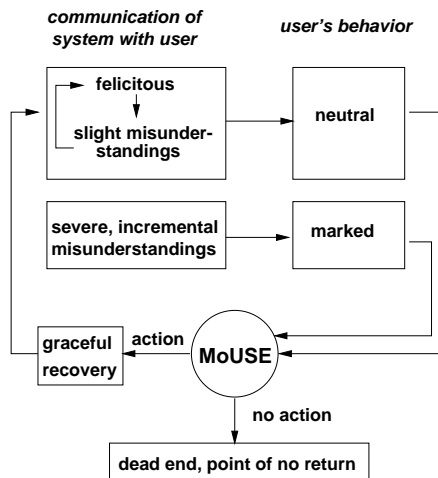 communication of
system with user
user's behavior
felicitous
slight misunder-
standings
neutral
severe, incremental
misunderstandings
marked
graceful
recovery
action
MoUSE
no action
dead end, point of no return